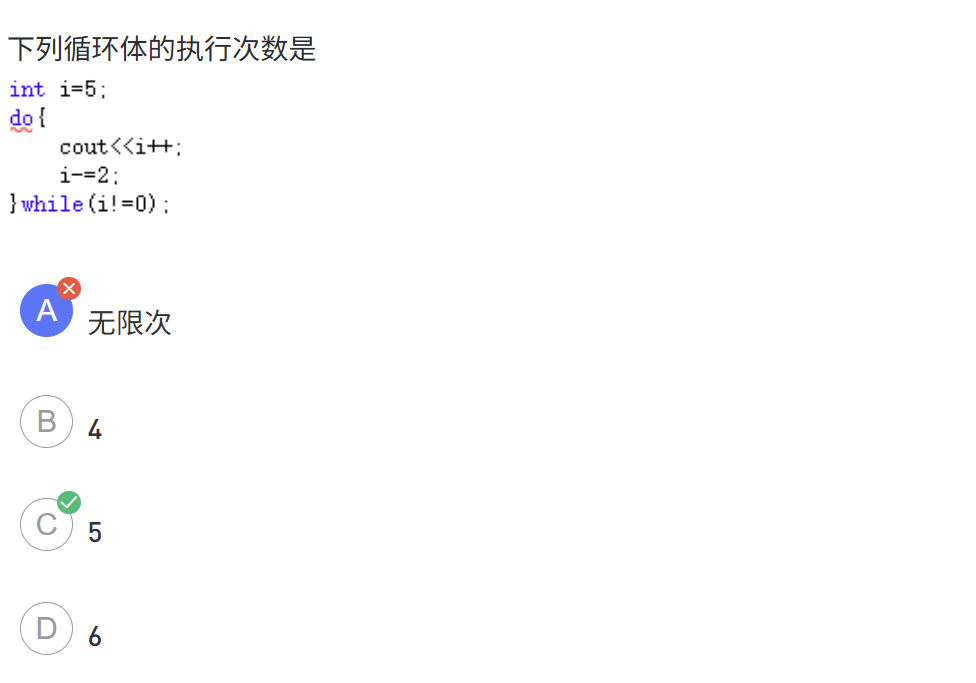 下列循环体的执行次数是
int i=5;
do{
    cout<<i++;
    i-=2;
}while(i!=0);
A 无限次
B 4
C 5
D 6